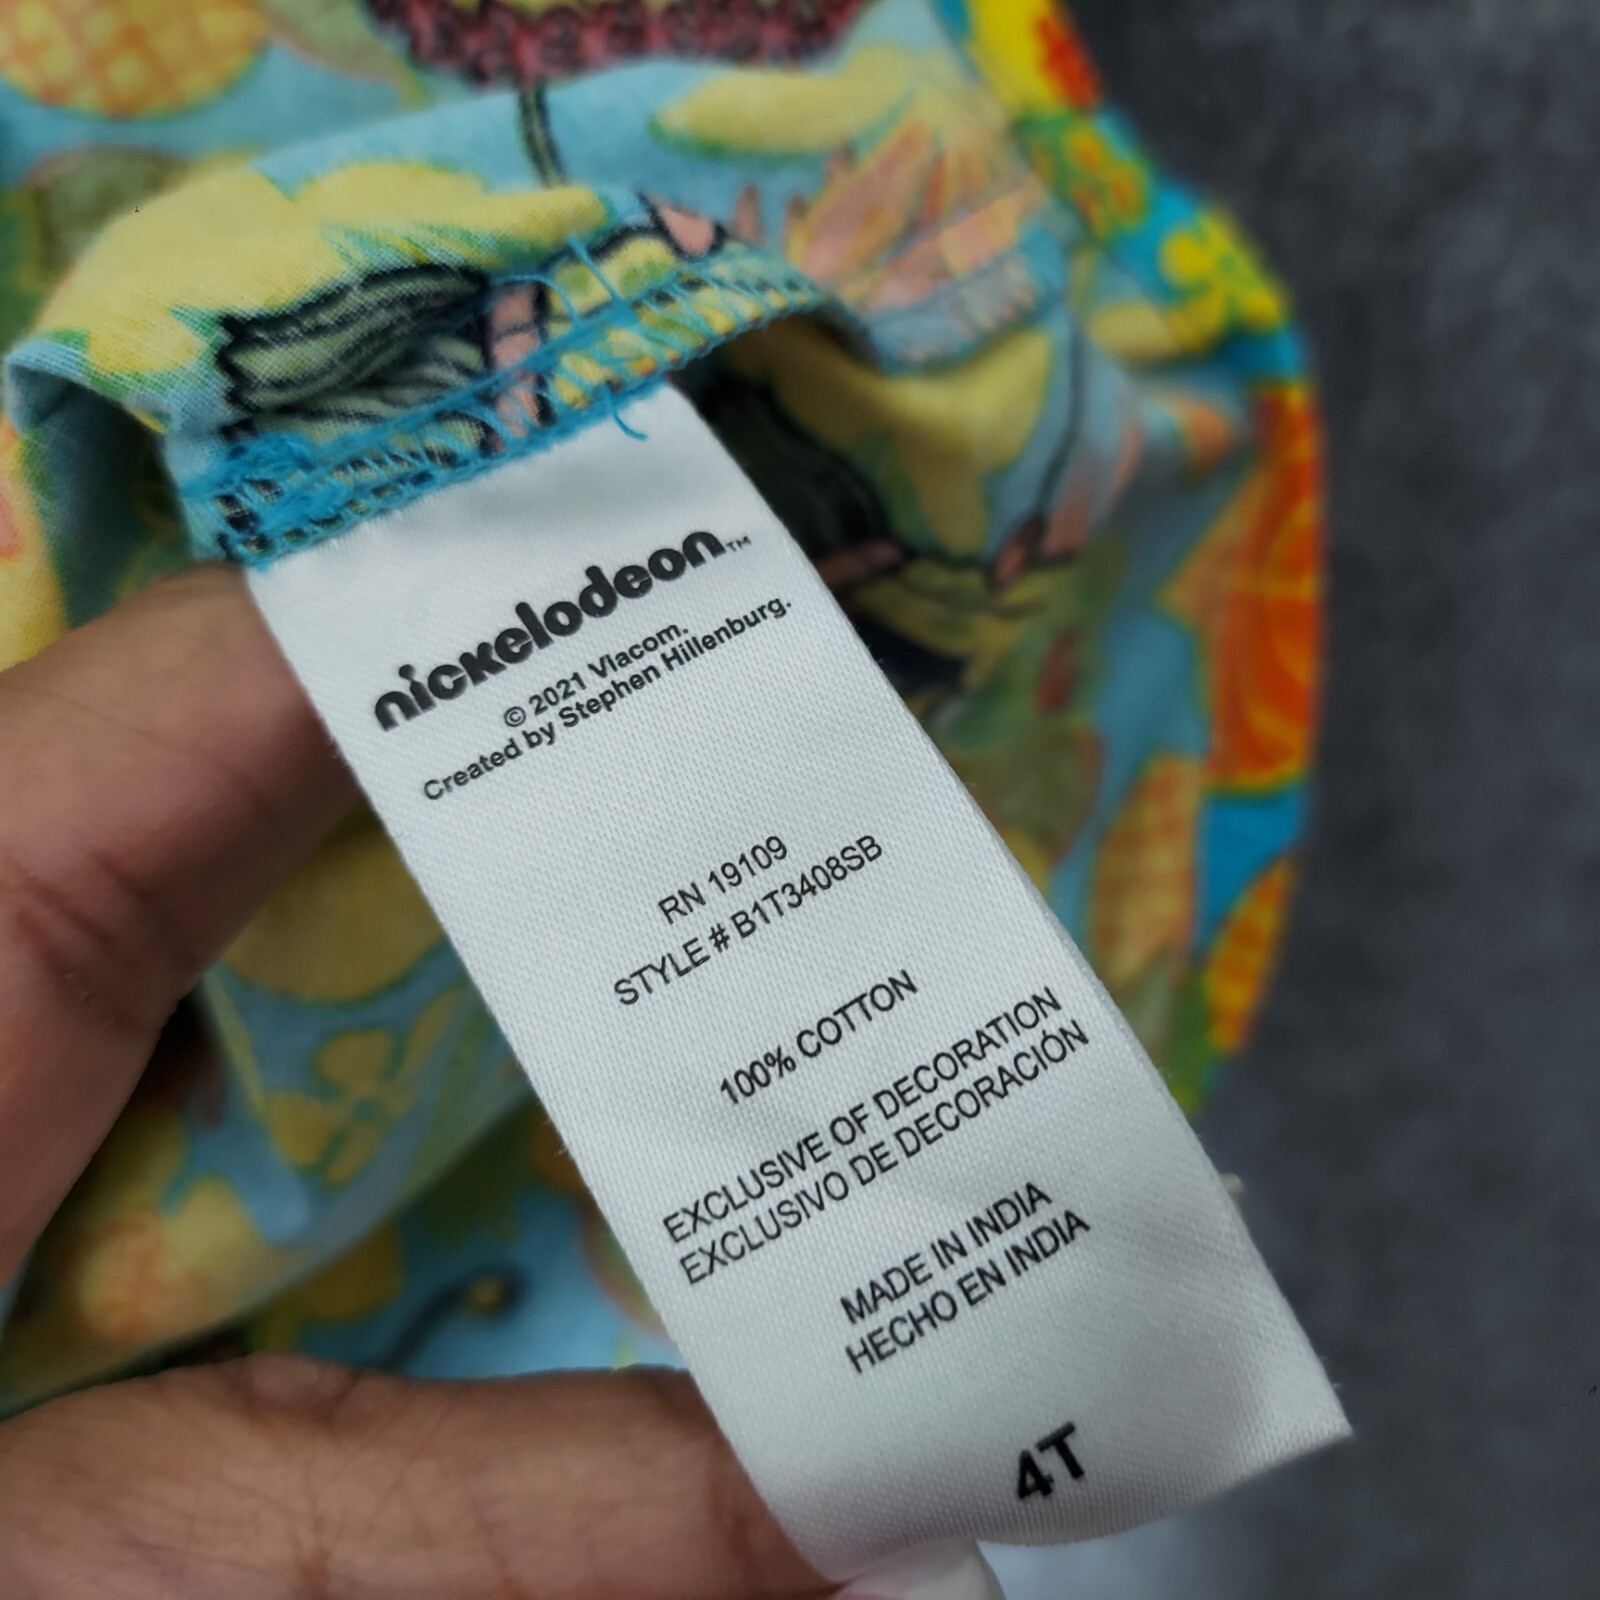 nickelodeon™
© 2021 Viacom.
Created by Stephen Hillenburg.
RN 19109
STYLE # B1T3408SB
100% COTTON
EXCLUSIVE OF DECORATION
EXCLUSIVO DE DECORACIÓN
MADE IN INDIA
HECHO EN INDIA
4T